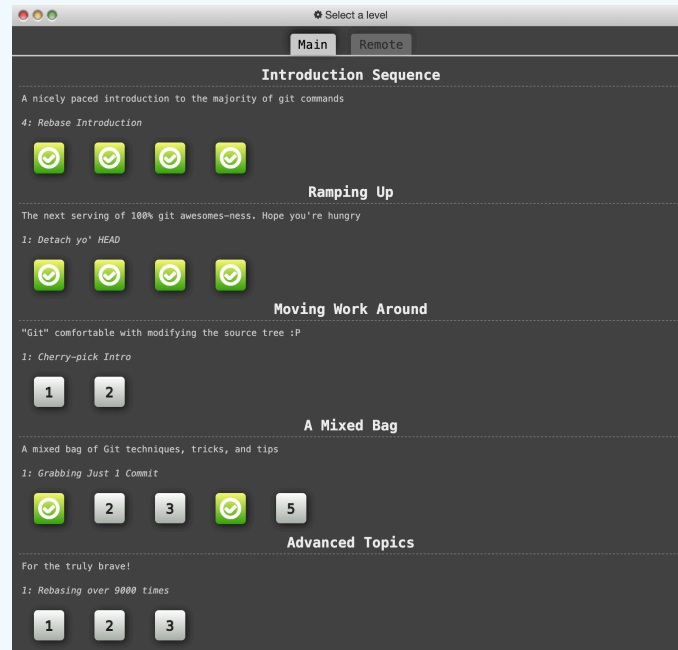 Select a level
Main Remote
Introduction Sequence
A nicely paced introduction to the majority of git commands
4: Rebase Introduction
Ramping Up
The next serving of 100% git awesomes-ness. Hope you're hungry
1: Detach yo' HEAD
Moving Work Around
"Git" comfortable with modifying the source tree :P
1: Cherry-pick Intro
1 2
A Mixed Bag
A mixed bag of Git techniques, tricks, and tips
1: Grabbing Just 1 Commit
2 3 5
Advanced Topics
For the truly brave!
1: Rebasing over 9000 times
1 2 3